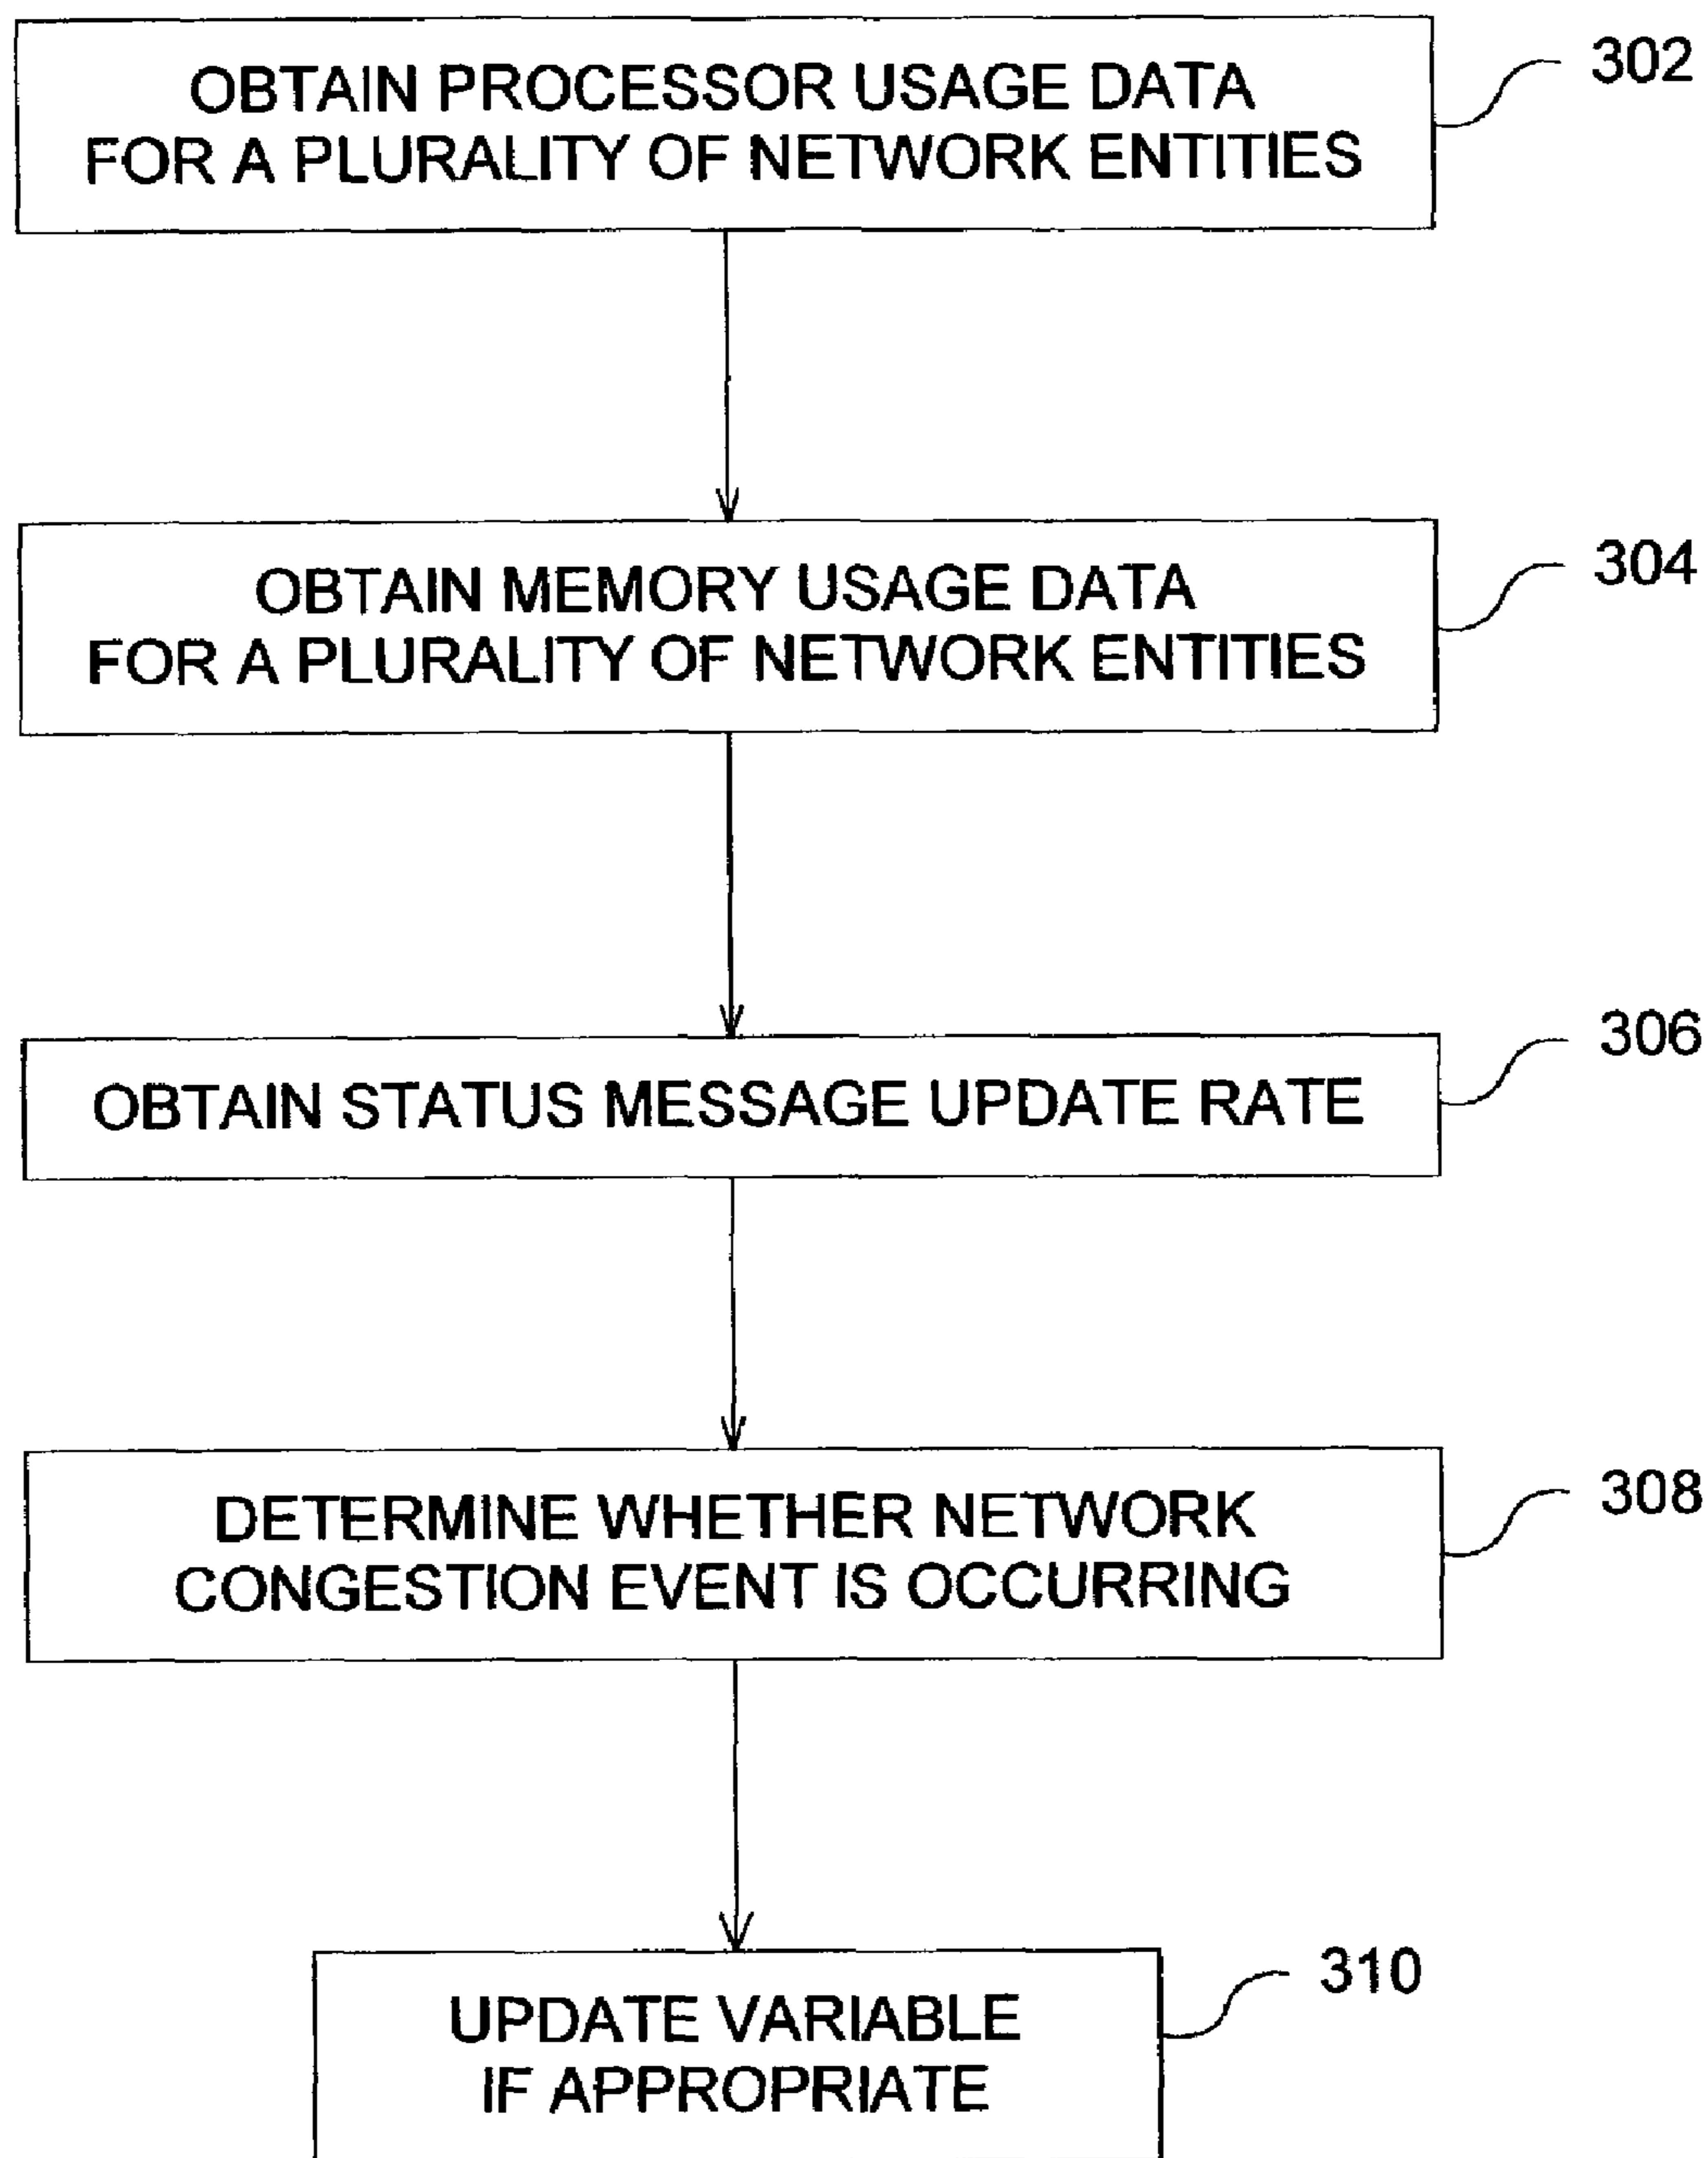 OBTAIN PROCESSOR USAGE DATA
FOR A PLURALITY OF NETWORK ENTITIES
302
OBTAIN MEMORY USAGE DATA
FOR A PLURALITY OF NETWORK ENTITIES
304
OBTAIN STATUS MESSAGE UPDATE RATE
306
DETERMINE WHETHER NETWORK
CONGESTION EVENT IS OCCURRING
308
UPDATE VARIABLE
IF APPROPRIATE
310